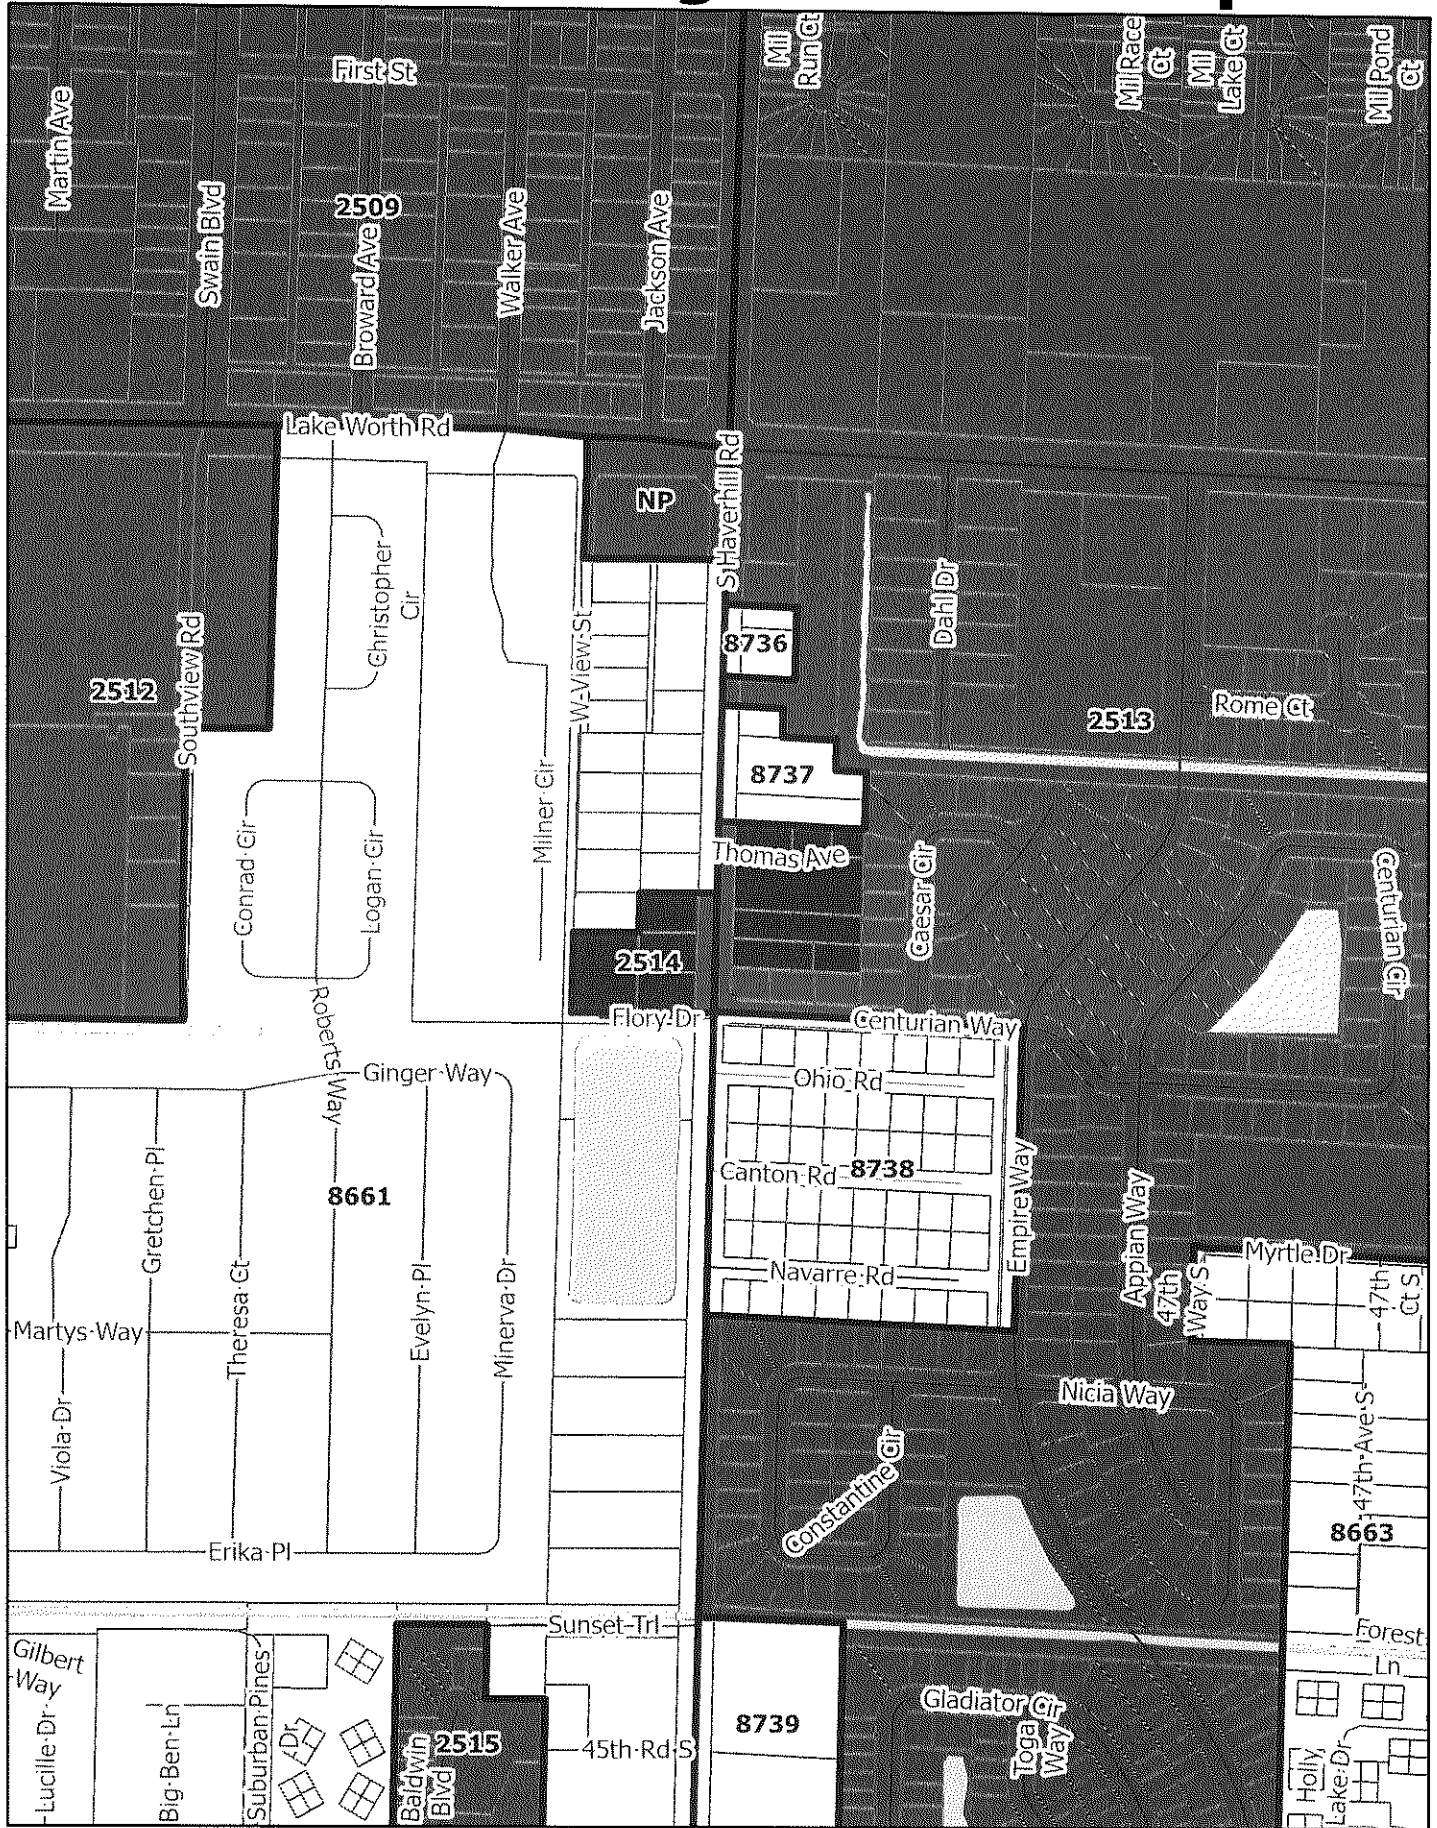 Mil
Run Ct
Mil Race
Ct
Mil
Lake Ct
Mil Pond
Ct
First St
Martin Ave
Swain Blvd
2509
Broward Ave
Walker Ave
Jackson Ave
Lake Worth Rd
S Haverhill Rd
NP
Christopher
Cir
W View St
Dahl Dr
8736
2512
Southview Rd
2513
Rome Ct
8737
Milner Cir
Thomas Ave
Conrad Cir
Logan Cir
Caesar Cir
Centurian Cir
2514
Flory Dr
Centurian Way
Roberts Way
Ginger Way
Ohio Rd
Gretchen Pl
8661
Canton Rd
8738
Empire Way
Appian Way
Theresa Ct
Evelyn Pl
Minerva Dr
Navarre Rd
Myrtle Dr
47th
Way S
47th
Ct S
Martys Way
Viola Dr
Nicia Way
47th Ave S
Constantine Cir
8663
Erika Pl
Sunset Trl
Forest
Ln
Gilbert
Way
Lucille Dr
Big Ben Ln
Suburban Pines
Dr
Baldwin
Blvd
2515
45th Rd S
8739
Gladiator Cir
Toga
Way
Holly
Lake Dr